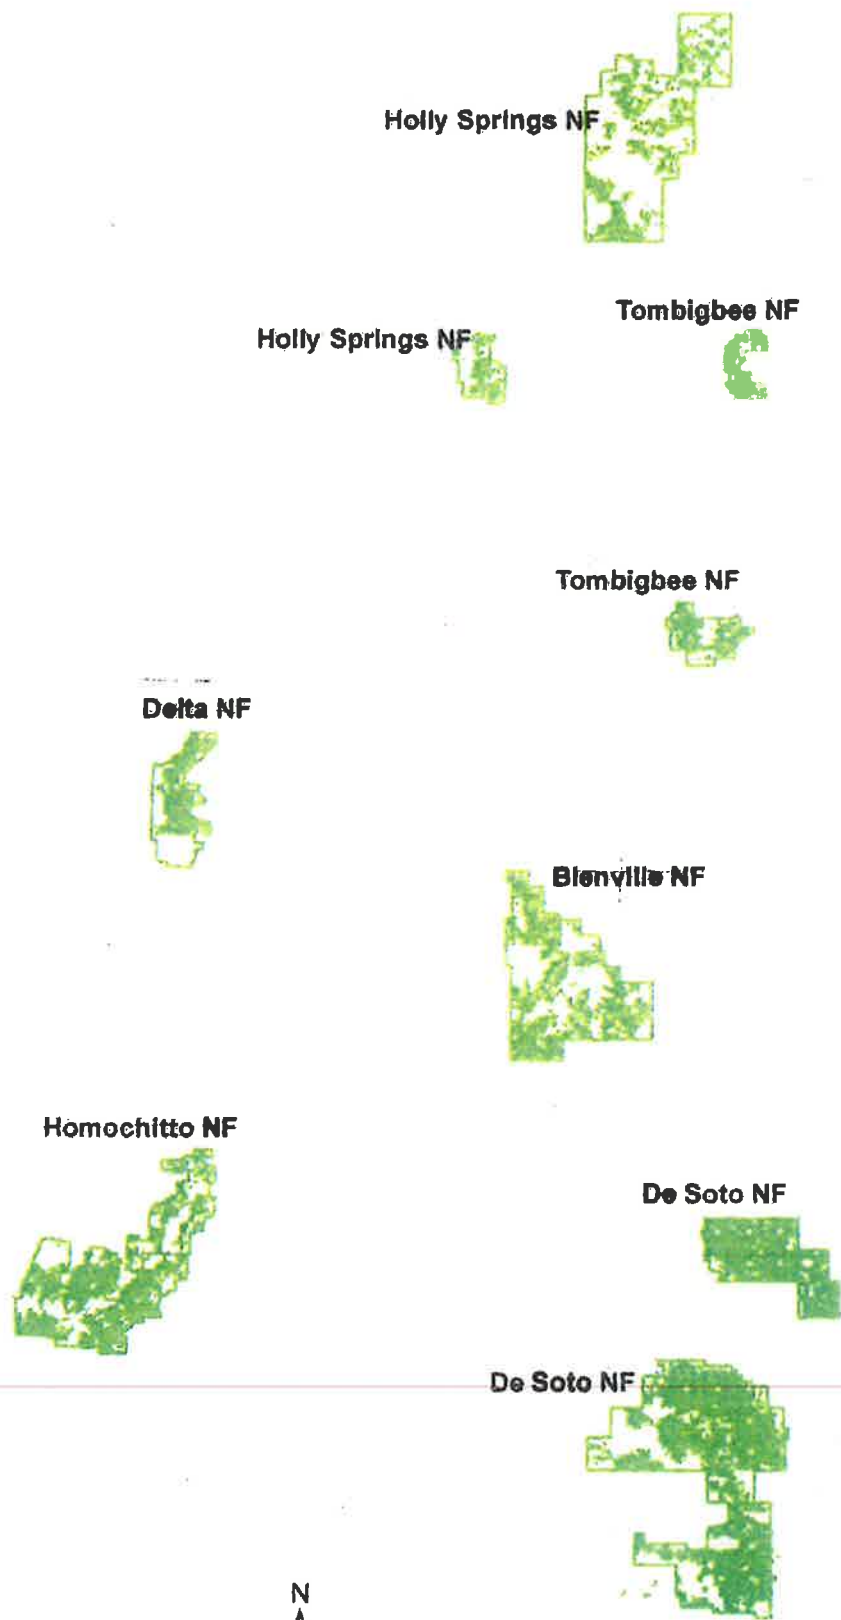 Holly Springs NF
Tombigbee NF
Holly Springs NF
Tombigbee NF
Delta NF
Bienville NF
Homochitto NF
De Soto NF
De Soto NF
N